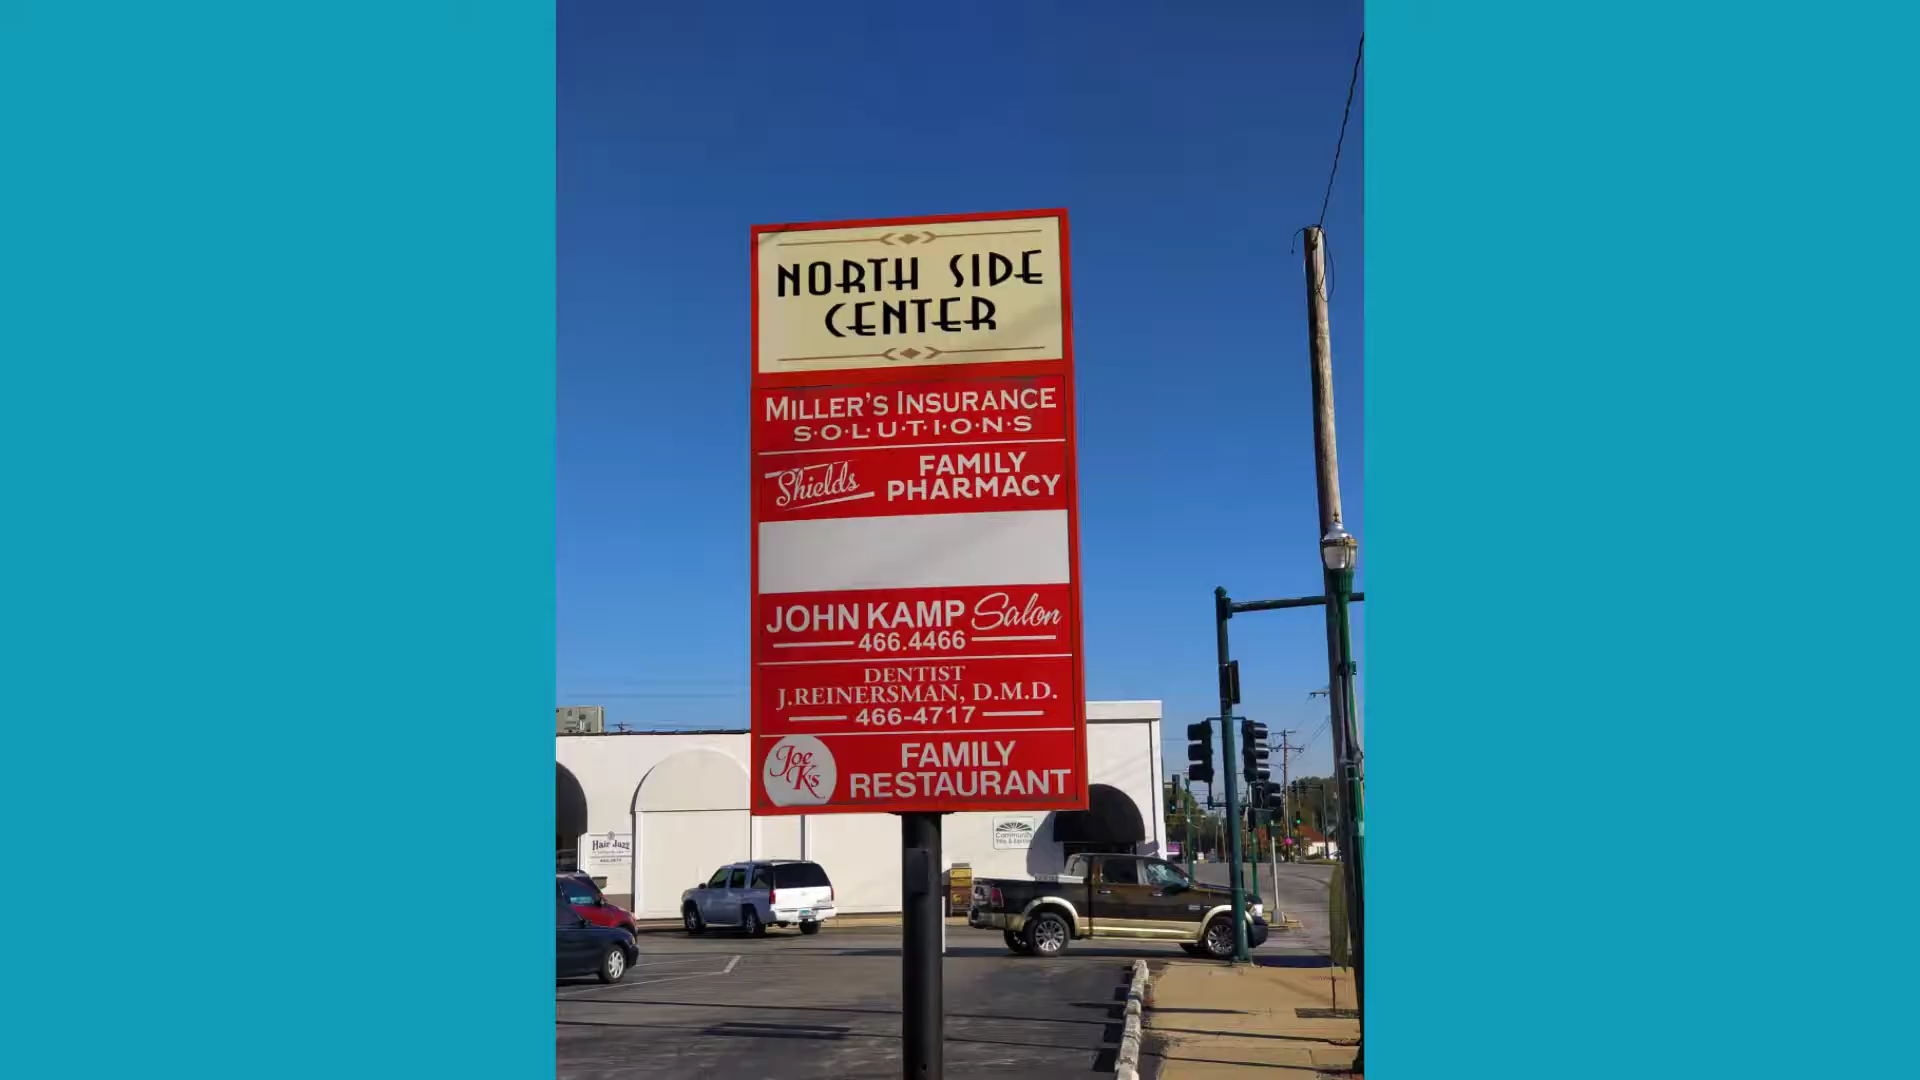 NORTH SIDE
CENTER
MILLER'S INSURANCE
S·O·L·U·T·I·O·N·S
Shields
FAMILY
PHARMACY
JOHN KAMP Salon
466.4466
DENTIST
J.REINERSMAN, D.M.D.
466-4717
Joe
K's
FAMILY
RESTAURANT
Hair Jazz
Community